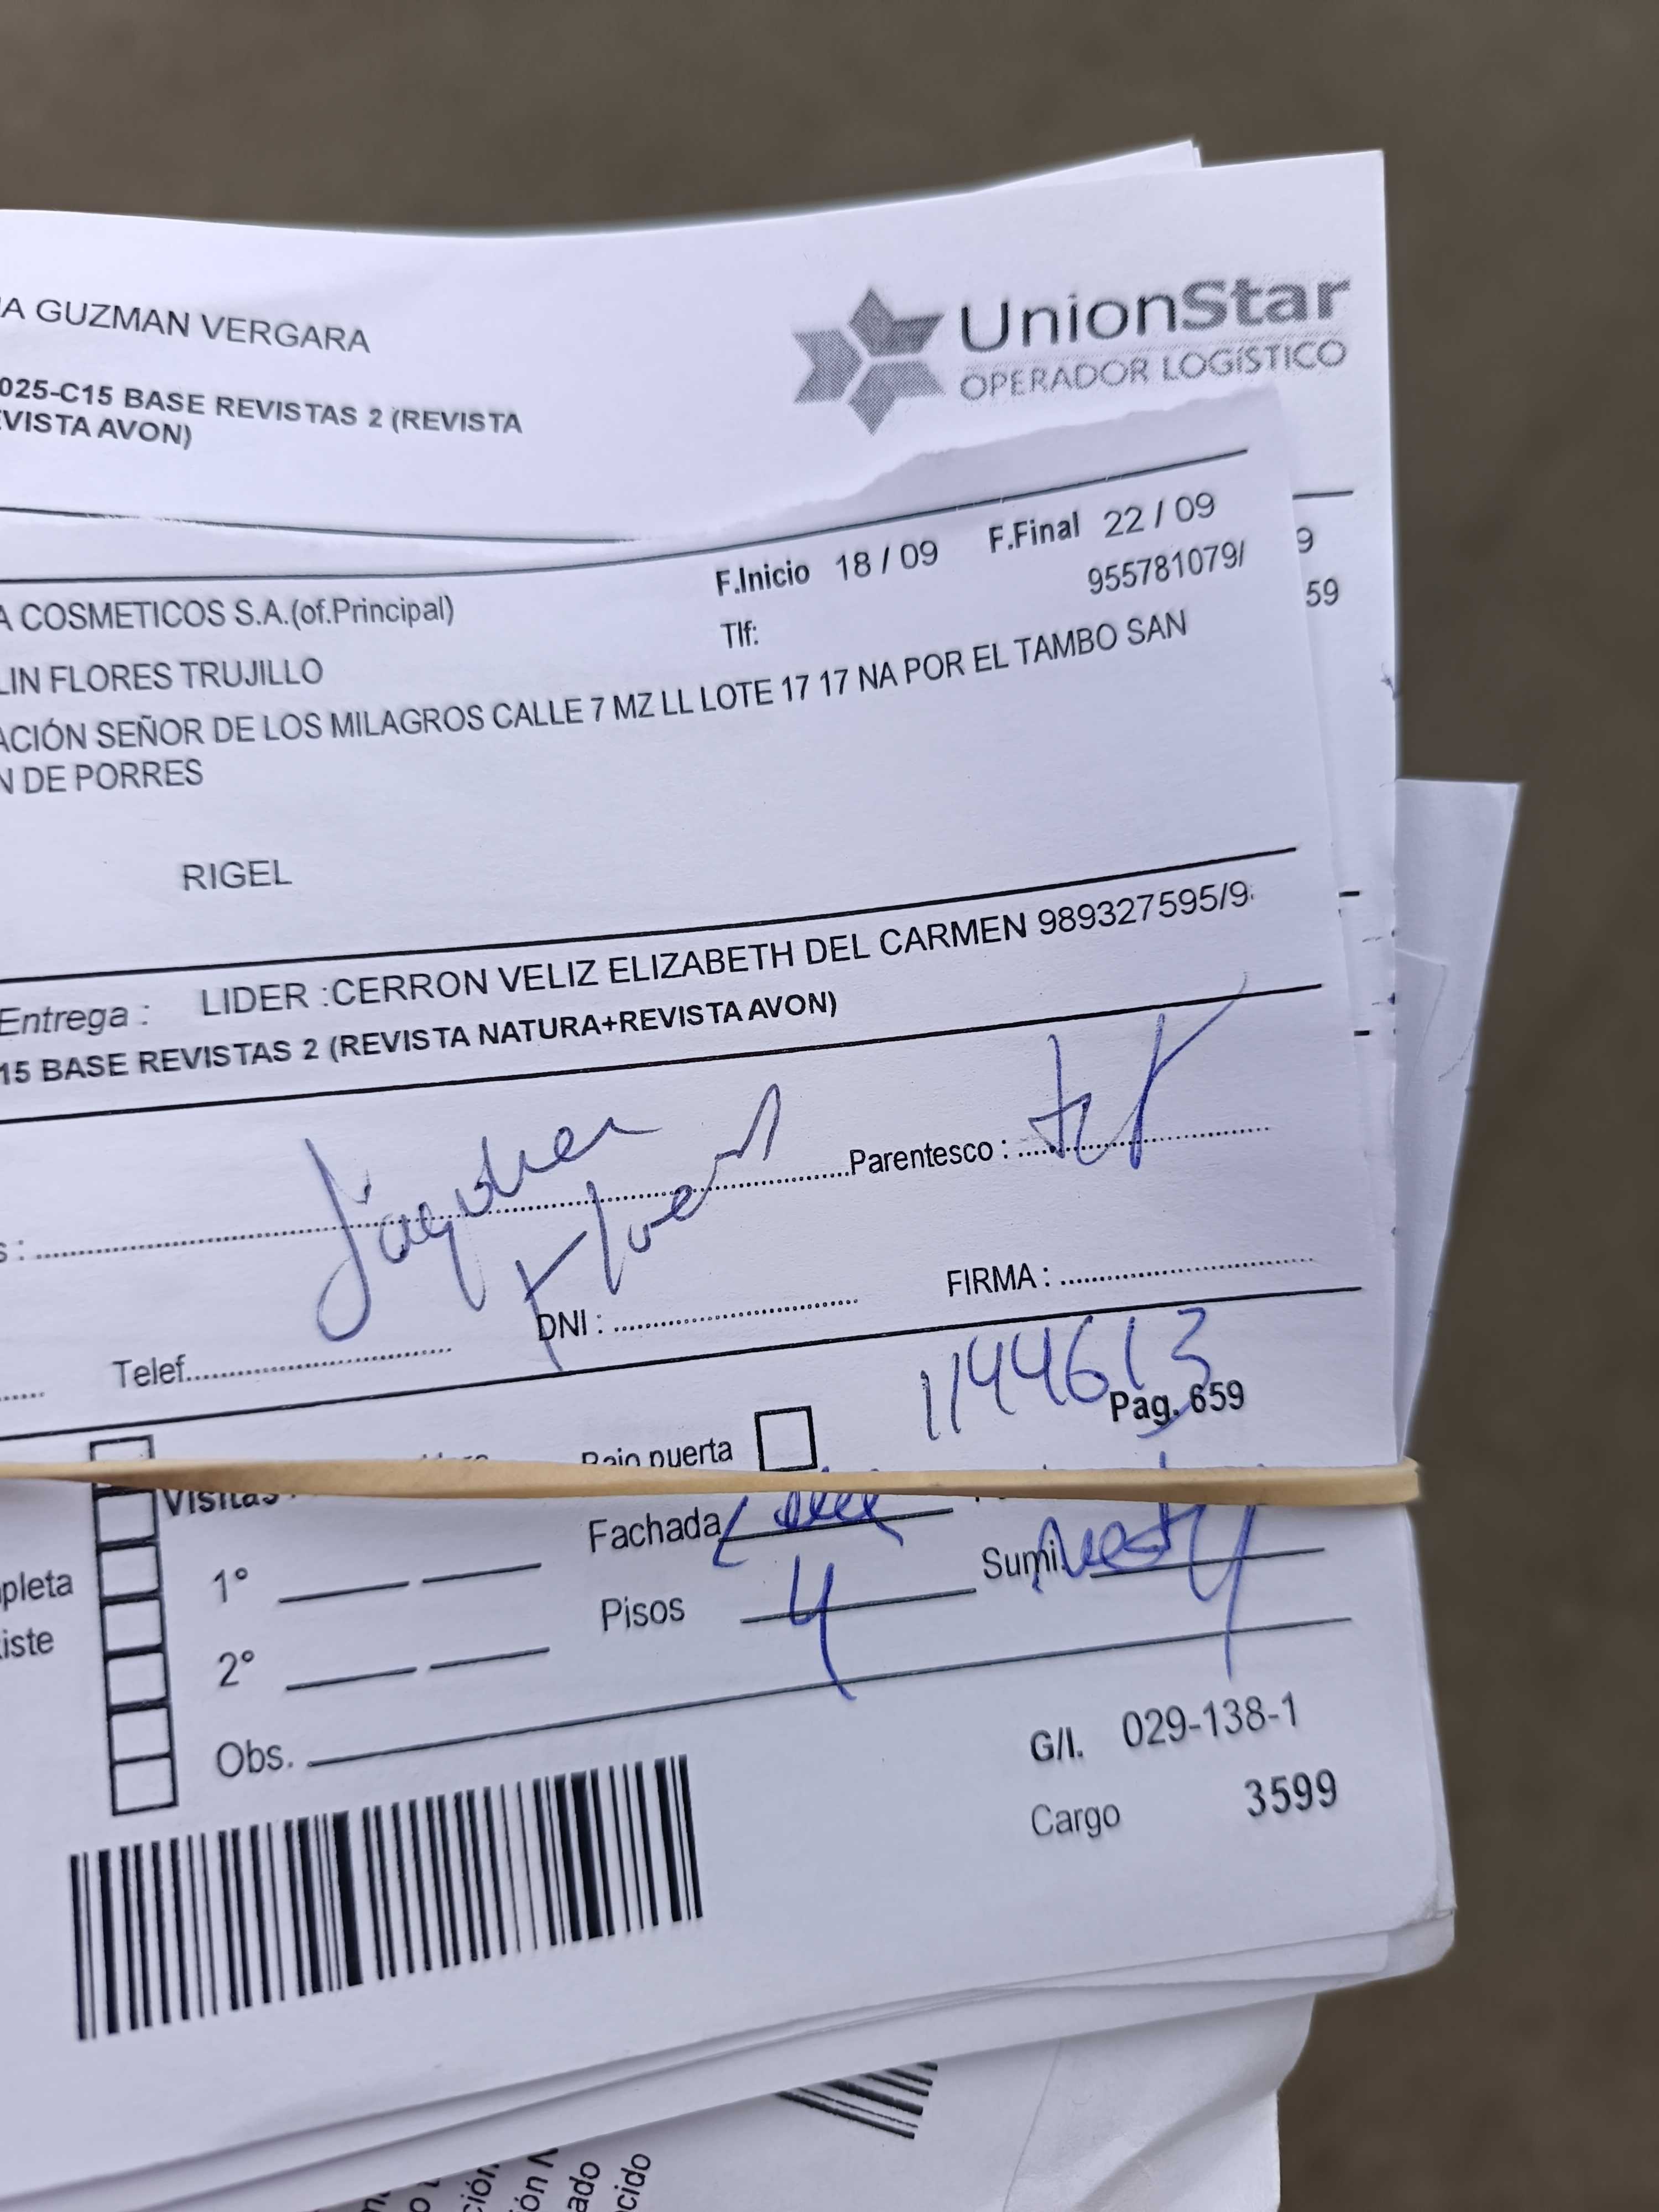 A GUZMAN VERGARA
UnionStar
OPERADOR LOGÍSTICO
025-C15 BASE REVISTAS 2 (REVISTA
VISTA AVON)
F.Inicio 18 / 09 F.Final 22 / 09
9
A COSMETICOS S.A.(of.Principal)
Tlf: 955781079/
59
LIN FLORES TRUJILLO
ACIÓN SEÑOR DE LOS MILAGROS CALLE 7 MZ LL LOTE 17 17 NA POR EL TAMBO SAN
N DE PORRES
RIGEL
Entrega : LIDER :CERRON VELIZ ELIZABETH DEL CARMEN 989327595/9
15 BASE REVISTAS 2 (REVISTA NATURA+REVISTA AVON)
s : Parentesco :
Telef. DNI : FIRMA :
1144613
Pag. 659
Bajo puerta
Visitas
Fachada
1°
Pisos 4 Sumi.
pleta
2°
iste
Obs.
G/I. 029-138-1
Cargo 3599